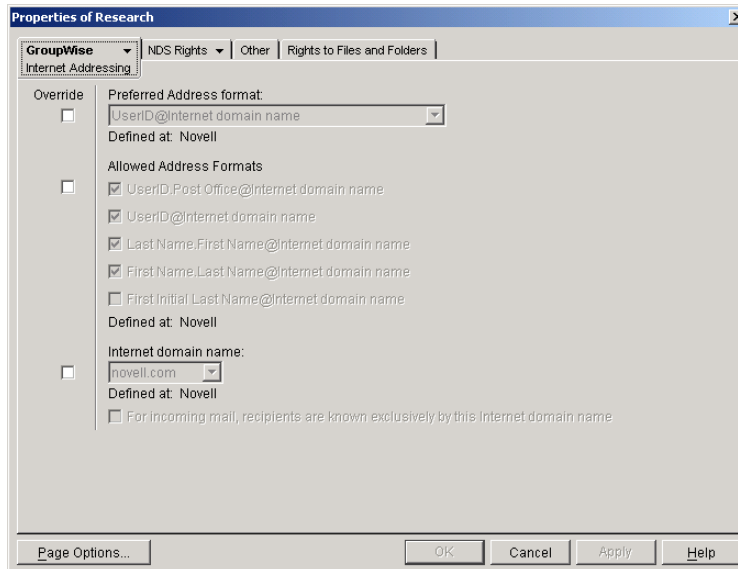 Properties of Research
GroupWise
Internet Addressing
NDS Rights
Other
Rights to Files and Folders
Override
Preferred Address format:
UserID@Internet domain name
Defined at: Novell
Allowed Address Formats
UserID.Post Office@Internet domain name
UserID@Internet domain name
Last Name.First Name@Internet domain name
First Name.Last Name@Internet domain name
First Initial Last Name@Internet domain name
Defined at: Novell
Internet domain name:
novell.com
Defined at: Novell
For incoming mail, recipients are known exclusively by this Internet domain name
Page Options...
OK
Cancel
Apply
Help